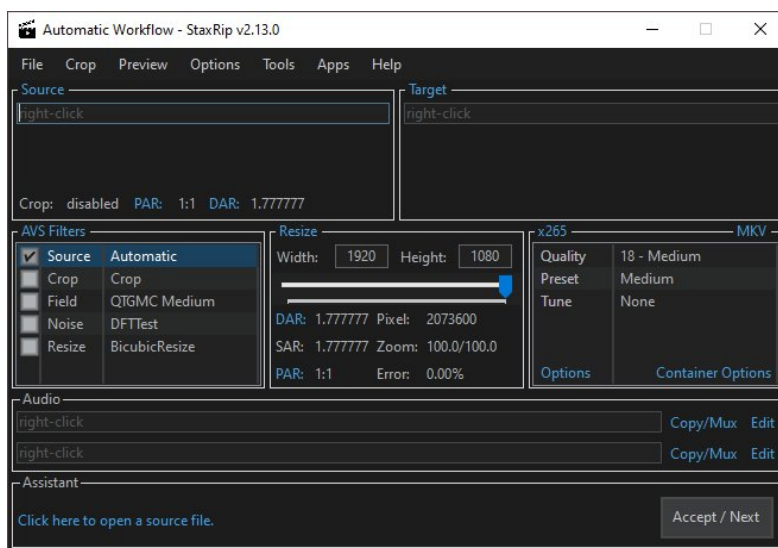 Automatic Workflow - StaxRip v2.13.0
File Crop Preview Options Tools Apps Help
Source
right-click
Crop: disabled PAR: 1:1 DAR: 1.777777
Target
right-click
AVS Filters
Source Automatic
Crop Crop
Field QTGMC Medium
Noise DFTTest
Resize BicubicResize
Resize
Width: 1920 Height: 1080
DAR: 1.777777 Pixel: 2073600
SAR: 1.777777 Zoom: 100.0/100.0
PAR: 1:1 Error: 0.00%
x265 MKV
Quality 18 - Medium
Preset Medium
Tune None
Options Container Options
Audio
right-click Copy/Mux Edit
right-click Copy/Mux Edit
Assistant
Click here to open a source file.
Accept / Next